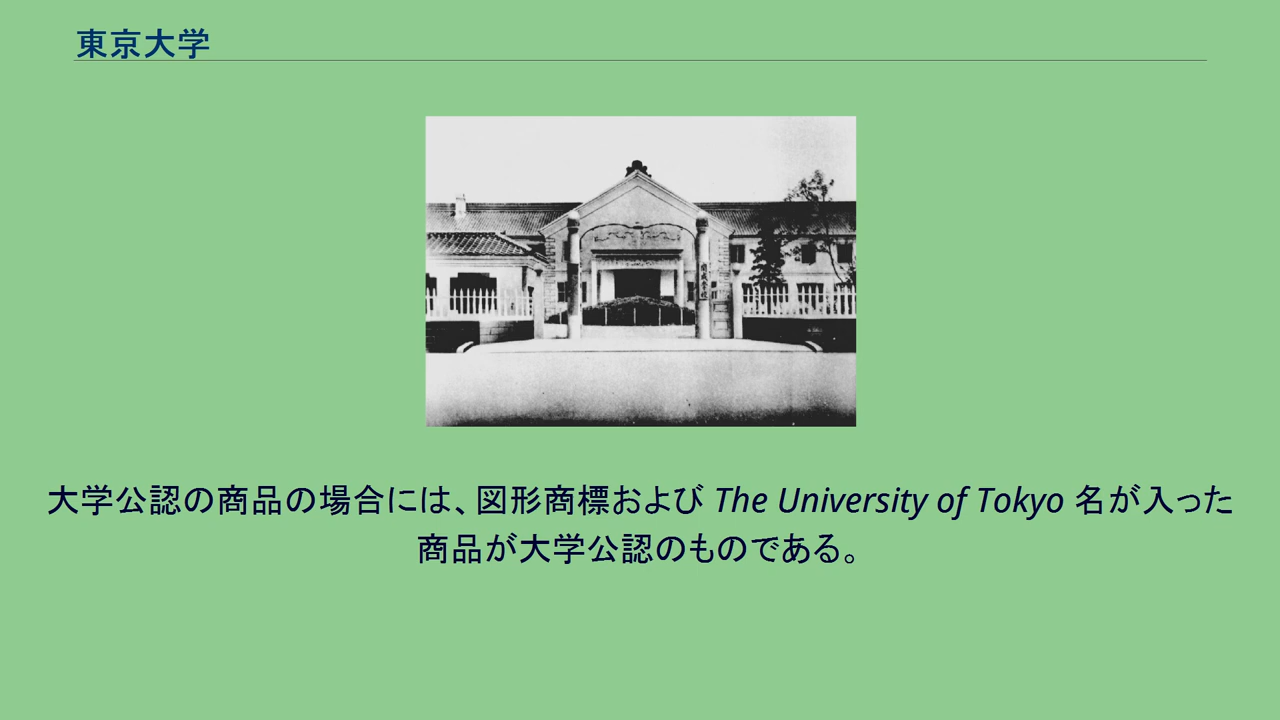 東京大学
大学公認の商品の場合には、図形商標および The University of Tokyo 名が入った
商品が大学公認のものである。